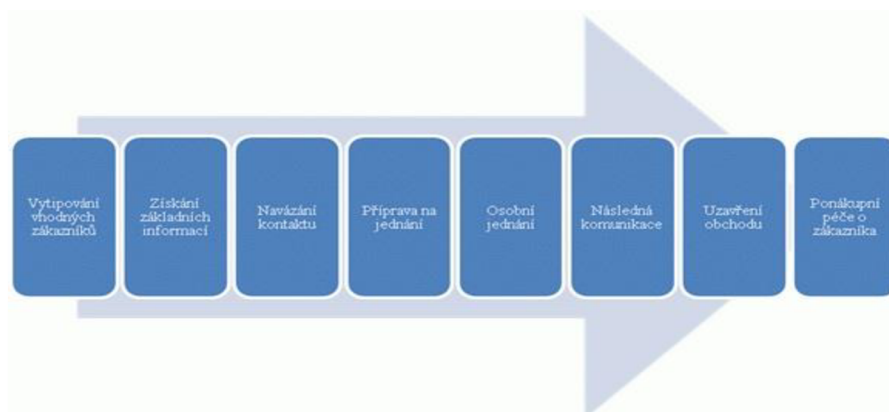 Vytipování
vhodných
zákazníků
Získání
základních
informací
Navázání
kontaktu
Příprava na
jednání
Osobní
jednání
Následná
komunikace
Uzavření
obchodu
Ponákupní
péče o
zákazníka